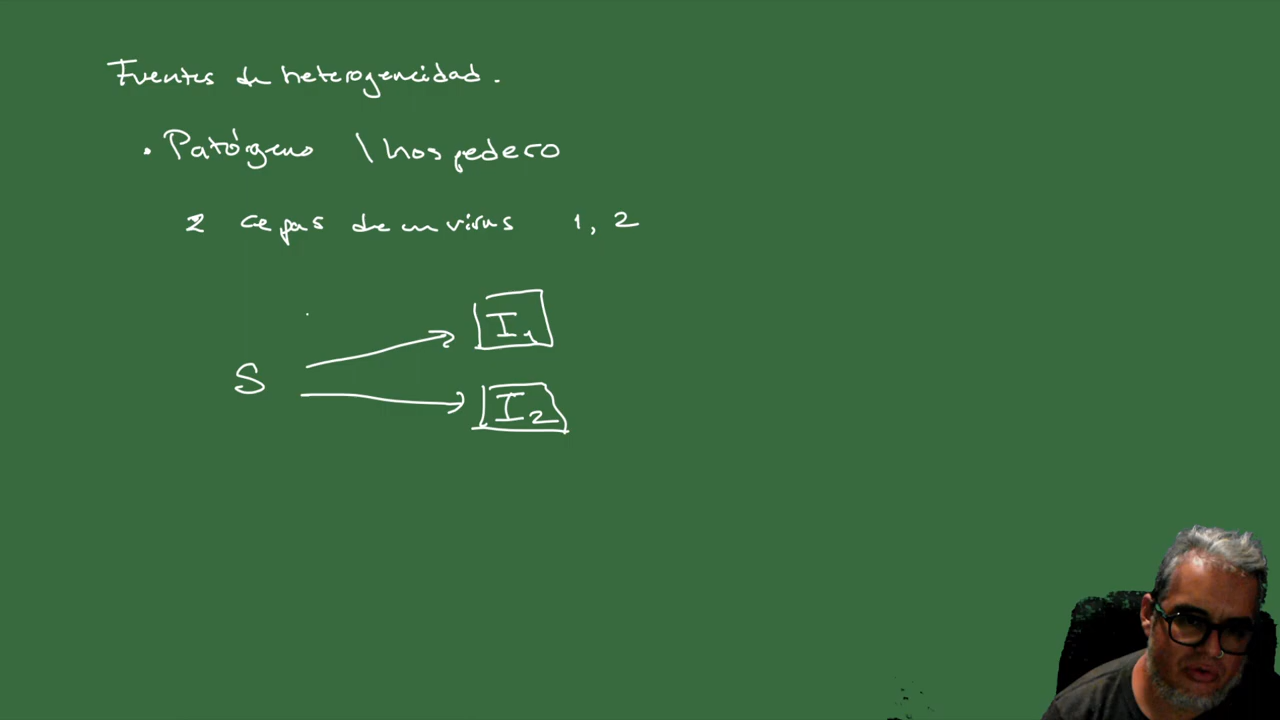 Fuentes de heterogeneidad.
• Patógeno \ hospedero
2 cepas de un virus 1, 2
I1
S
I2